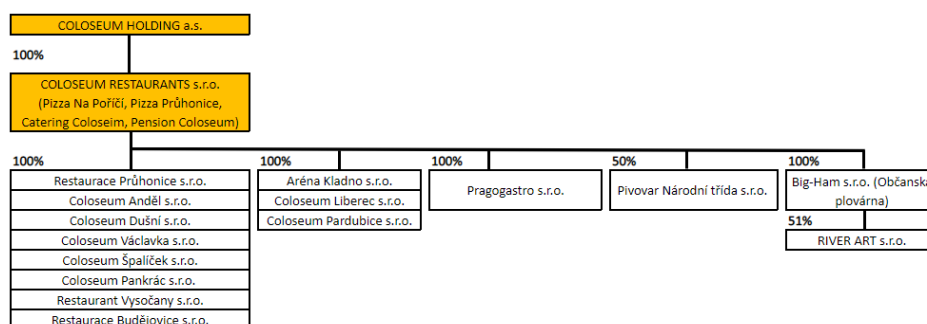 COLOSEUM HOLDING a.s.
100%
COLOSEUM RESTAURANTS s.r.o.
(Pizza Na Poříčí, Pizza Průhonice,
Catering Coloseim, Pension Coloseum)
100%
100%
100%
50%
100%
Restaurace Průhonice s.r.o.
Coloseum Anděl s.r.o.
Coloseum Dušní s.r.o.
Coloseum Václavka s.r.o.
Coloseum Špalíček s.r.o.
Coloseum Pankrác s.r.o.
Restaurant Vysočany s.r.o.
Restaurace Budějovice s.r.o.
Aréna Kladno s.r.o.
Coloseum Liberec s.r.o.
Coloseum Pardubice s.r.o.
Pragogastro s.r.o.
Pivovar Národní třída s.r.o.
Big-Ham s.r.o. (Občanská
plovárna)
51%
RIVER ART s.r.o.